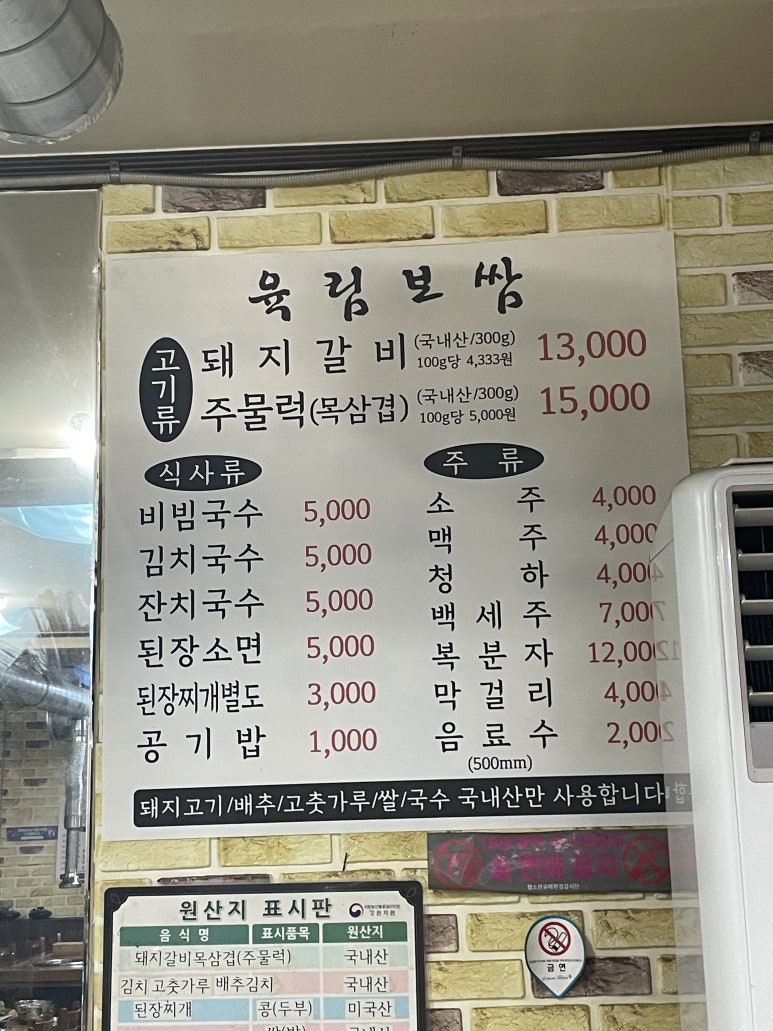 육림보쌈
고기류
돼지갈비 (국내산/300g) 100g당 4,333원 13,000
주물럭(목삼겹) (국내산/300g) 100g당 5,000원 15,000
식사류
비빔국수 5,000
김치국수 5,000
잔치국수 5,000
된장소면 5,000
된장찌개별도 3,000
공기밥 1,000
주류
소주 4,000
맥주 4,000
청하 4,000
백세주 7,000
복분자 12,000
막걸리 4,000
음료수 2,000
(500mm)
돼지고기/배추/고춧가루/쌀/국수 국내산만 사용합니다
술 판매 금지
원산지 표시판
음식명 표시품목 원산지
돼지갈비목삼겹(주물럭) 국내산
김치 고춧가루 배추김치 국내산
된장찌개 콩(두부) 미국산
금연